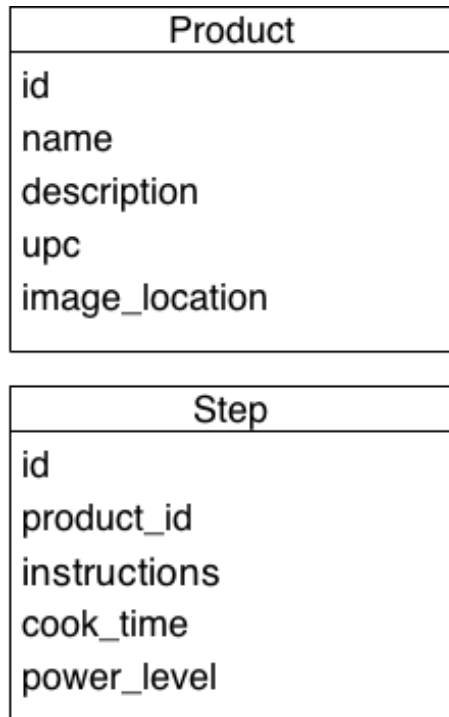 Product
id
name
description
upc
image_location
Step
id
product_id
instructions
cook_time
power_level